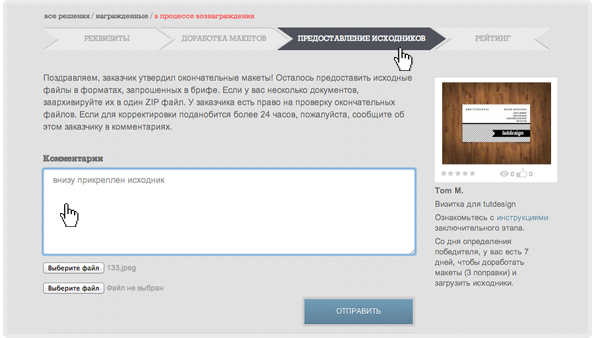 все решения / награжденные / в процессе вознаграждения
РЕКВИЗИТЫ
ДОРАБОТКА МАКЕТОВ
ПРЕДОСТАВЛЕНИЕ ИСХОДНИКОВ
РЕЙТИНГ
Поздравляем, заказчик утвердил окончательные макеты! Осталось предоставить исходные
файлы в форматах, запрошенных в брифе. Если у вас несколько документов,
заархивируйте их в один ZIP файл. У заказчика есть право на проверку окончательных
файлов. Если для корректировки поданобится более 24 часов, пожалуйста, сообщите об
этом заказчику в комментариях.
Комментарии
внизу прикреплен исходник
Выберите файл 133.jpeg
Выберите файл Файл не выбран
ОТПРАВИТЬ
tutdesign
0 0
Tom M.
Визитка для tutdesign
Ознакомьтесь с инструкциями
заключительного этапа.
Со дня определения
победителя, у вас есть 7
дней, чтобы доработать
макеты (3 поправки) и
загрузить исходники.